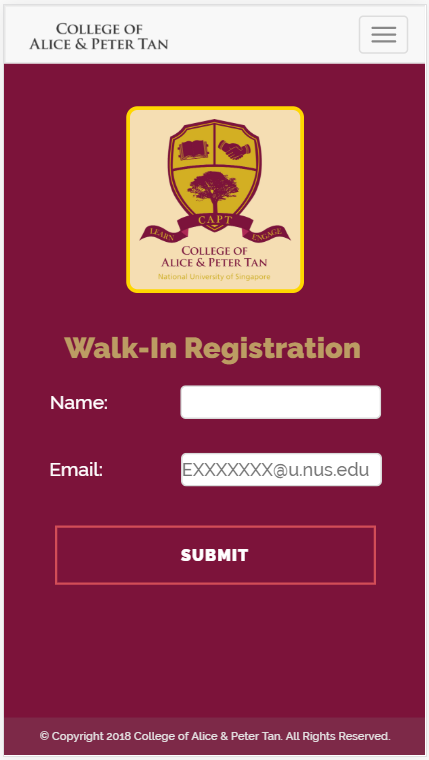 COLLEGE OF
ALICE & PETER TAN
CAPT
LEARN
ENGAGE
COLLEGE OF
ALICE & PETER TAN
National University of Singapore
Walk-In Registration
Name:
Email: EXXXXXXX@u.nus.edu
SUBMIT
© Copyright 2018 College of Alice & Peter Tan. All Rights Reserved.